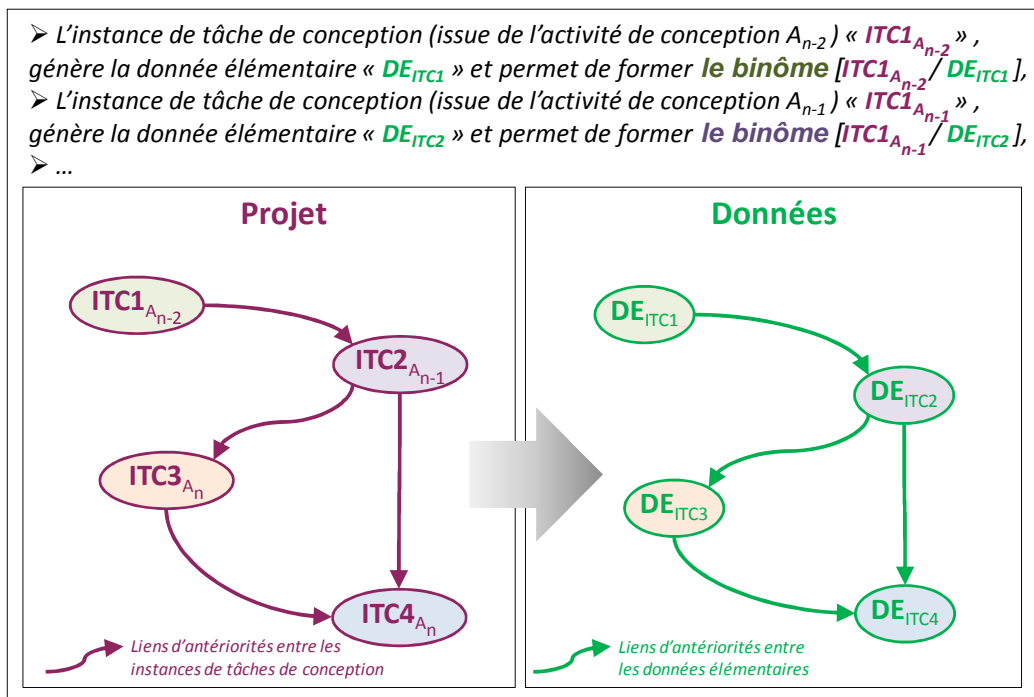 ➢ L'instance de tâche de conception (issue de l'activité de conception An-2) « ITC1An-2 » ,
génère la donnée élémentaire « DEITC1 » et permet de former le binôme [ITC1An-2/ DEITC1],
➢ L'instance de tâche de conception (issue de l'activité de conception An-1) « ITC1An-1 » ,
génère la donnée élémentaire « DEITC2 » et permet de former le binôme [ITC1An-1/ DEITC2],
➢ ...
Projet
ITC1An-2
ITC2An-1
ITC3An
ITC4An
Liens d'antériorités entre les
instances de tâches de conception
Données
DEITC1
DEITC2
DEITC3
DEITC4
Liens d'antériorités entre
les données élémentaires